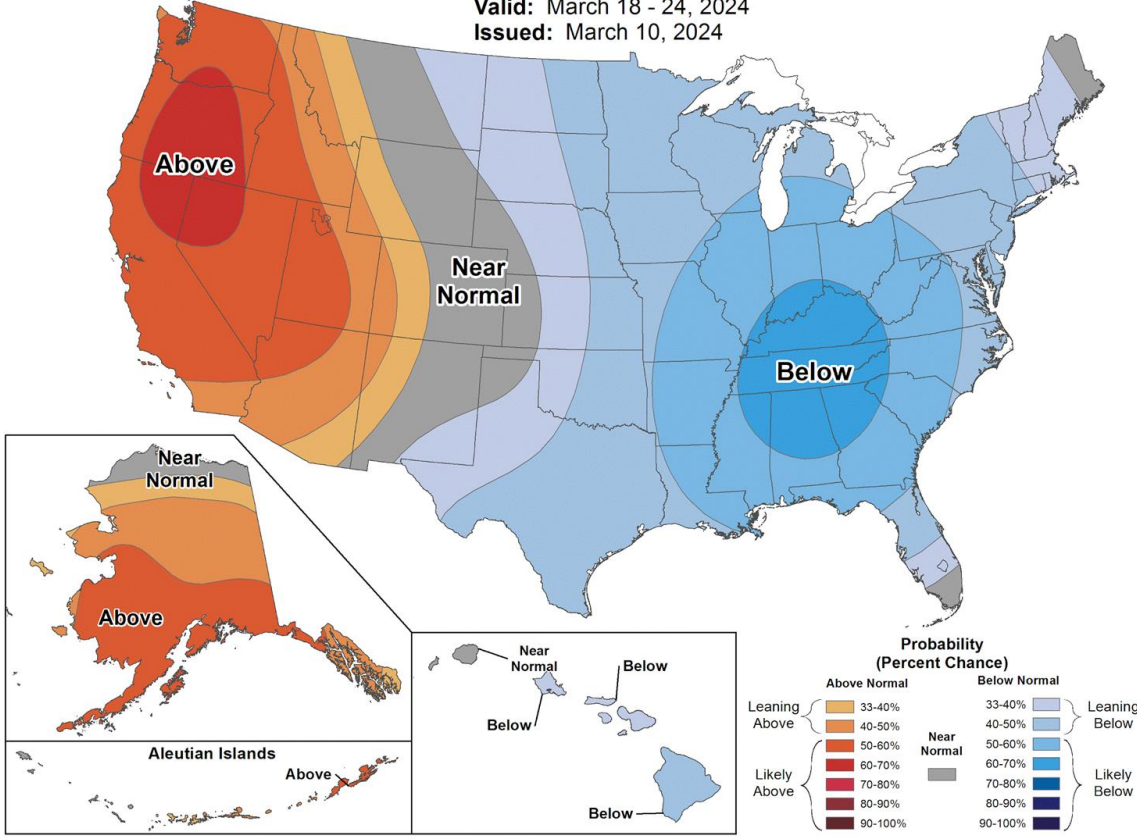 Valid: March 18 - 24, 2024
Issued: March 10, 2024
Above
Near
Normal
Below
Near
Normal
Above
Aleutian Islands
Above
Near
Normal
Below
Below
Below
Probability
(Percent Chance)
Above Normal
Below Normal
Leaning
Above
33-40%
40-50%
Likely
Above
50-60%
60-70%
70-80%
80-90%
90-100%
Near
Normal
33-40%
40-50%
Leaning
Below
50-60%
60-70%
70-80%
80-90%
90-100%
Likely
Below